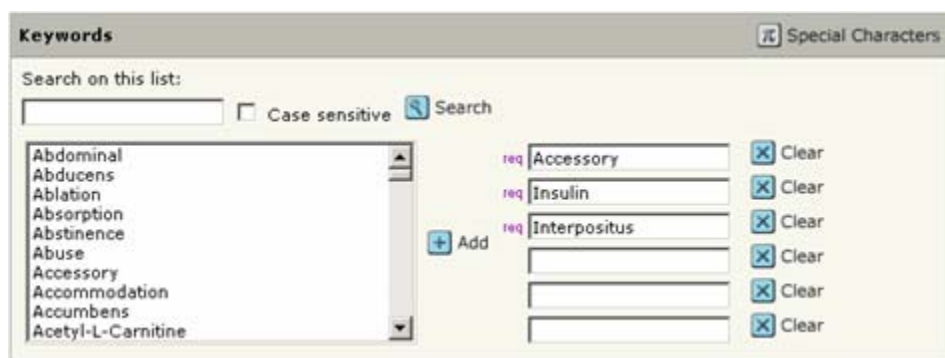 Keywords
π Special Characters
Search on this list:
Case sensitive
Search
Abdominal
Abducens
Ablation
Absorption
Abstinence
Abuse
Accessory
Accommodation
Accumbens
Acetyl-L-Carnitine
Add
req Accessory Clear
req Insulin Clear
req Interpositus Clear
Clear
Clear
Clear